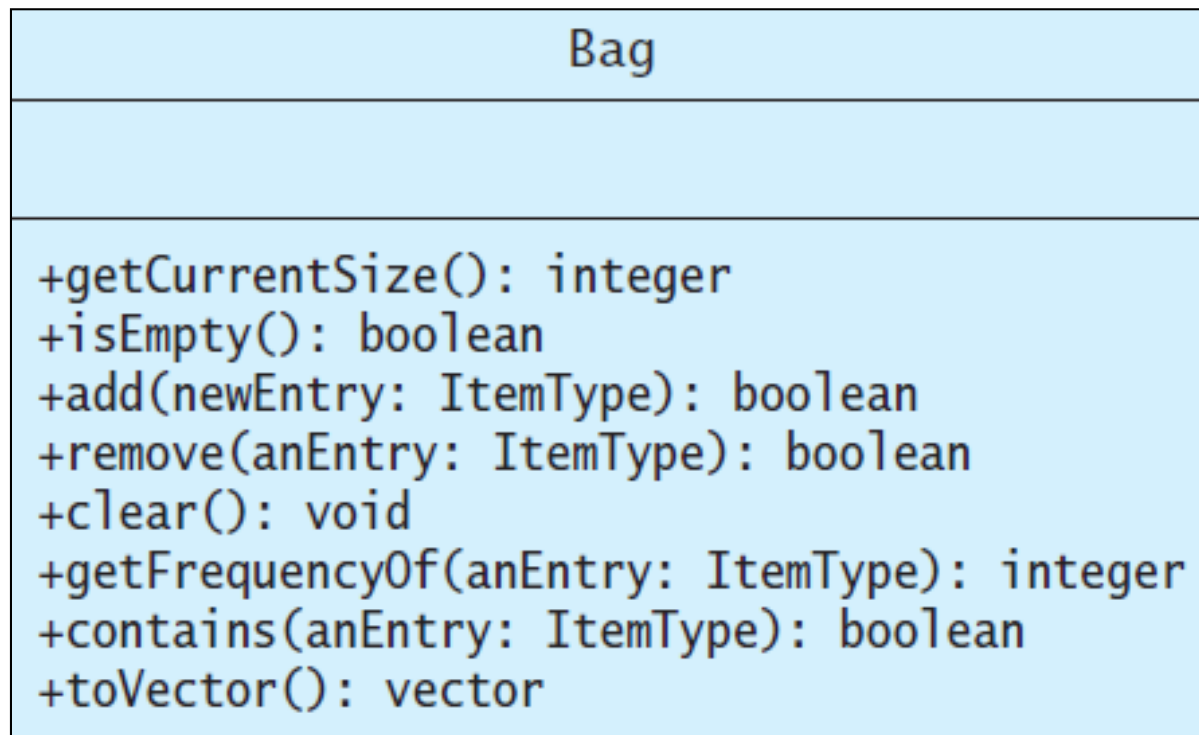 Bag
+getCurrentSize(): integer
+isEmpty(): boolean
+add(newEntry: ItemType): boolean
+remove(anEntry: ItemType): boolean
+clear(): void
+getFrequencyOf(anEntry: ItemType): integer
+contains(anEntry: ItemType): boolean
+toVector(): vector